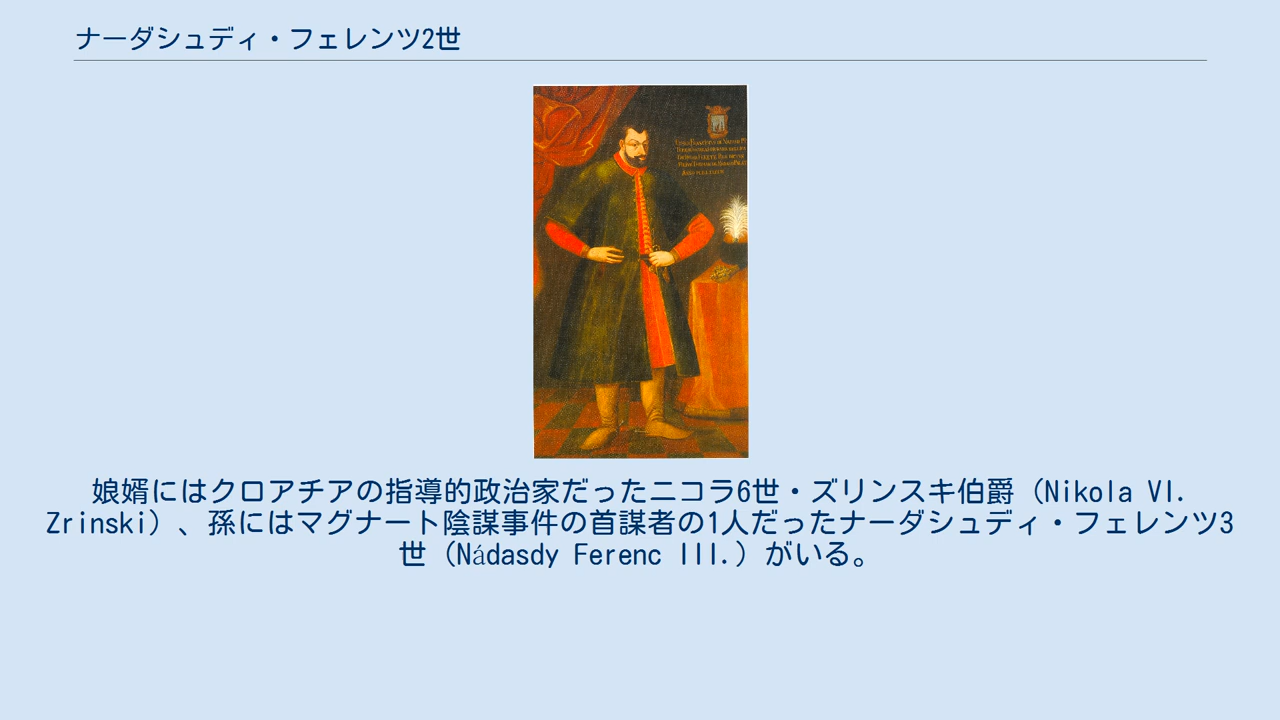 ナーダシュディ・フェレンツ2世
娘婿にはクロアチアの指導的政治家だったニコラ6世・ズリンスキ伯爵（Nikola VI.
Zrinski）、孫にはマグナート陰謀事件の首謀者の1人だったナーダシュディ・フェレンツ3
世（Nádasdy Ferenc III.）がいる。